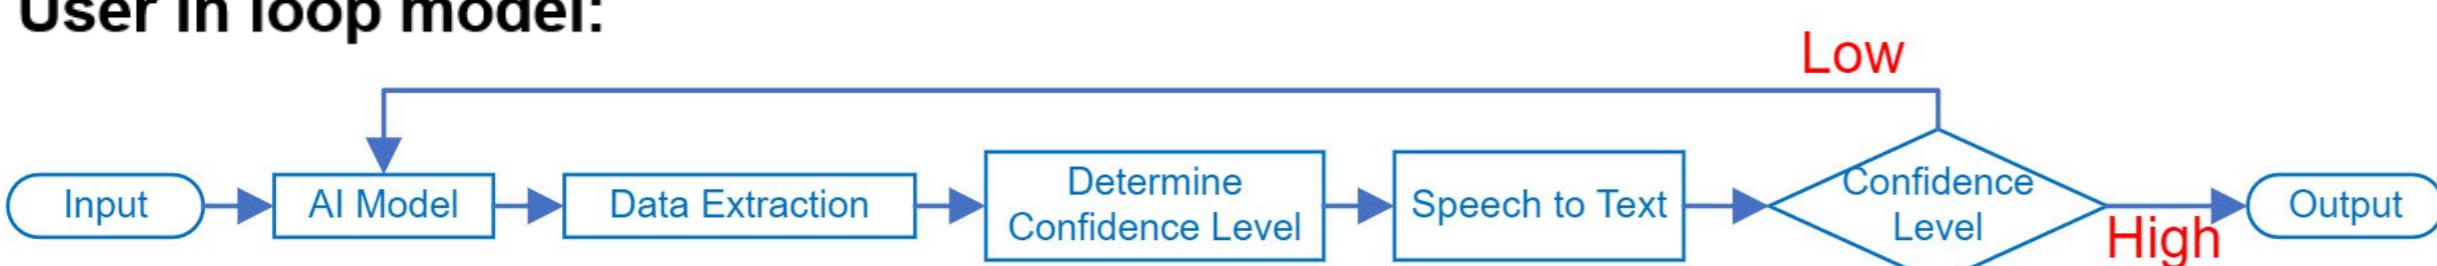 User in loop model:
Low
Input
AI Model
Data Extraction
Determine
Confidence Level
Speech to Text
Confidence
Level
High
Output